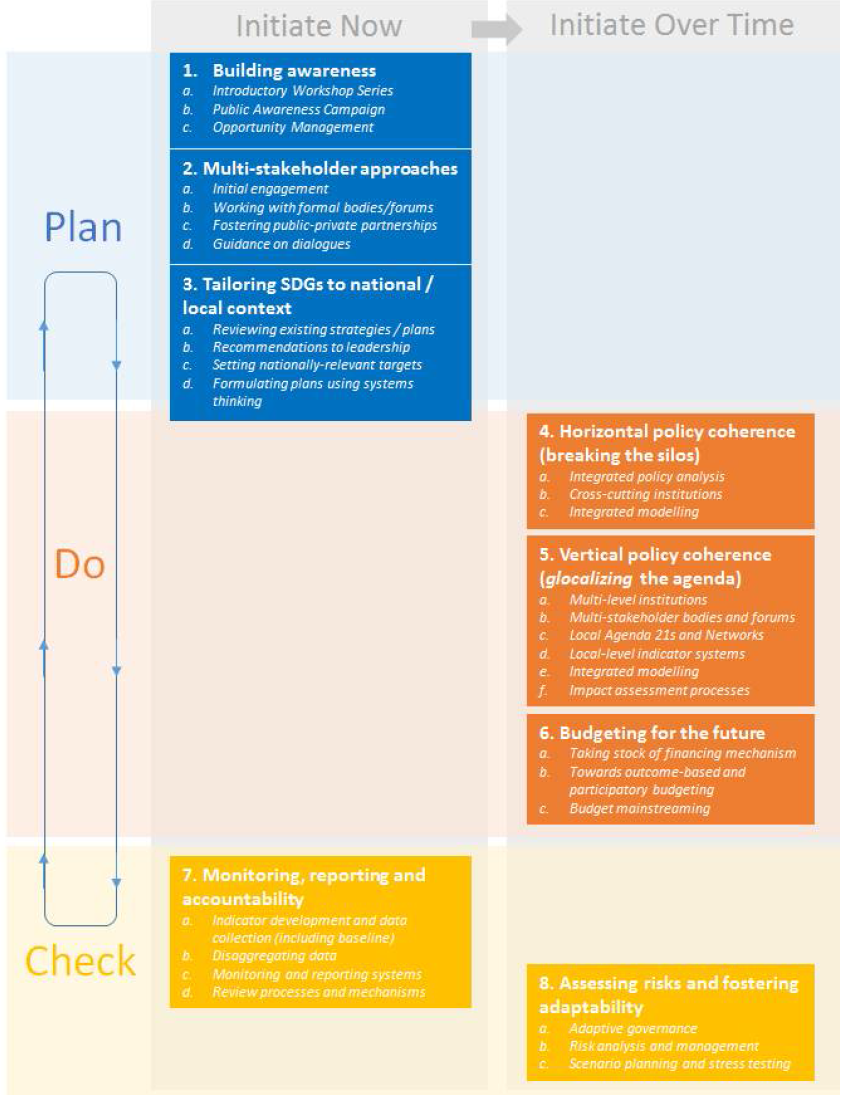 Initiate Now
Initiate Over Time
Plan
1. Building awareness
a. Introductory Workshop Series
b. Public Awareness Campaign
c. Opportunity Management
2. Multi-stakeholder approaches
a. Initial engagement
b. Working with formal bodies/forums
c. Fostering public-private partnerships
d. Guidance on dialogues
3. Tailoring SDGs to national /
local context
a. Reviewing existing strategies / plans
b. Recommendations to leadership
c. Setting nationally-relevant targets
d. Formulating plans using systems
thinking
Do
4. Horizontal policy coherence
(breaking the silos)
a. Integrated policy analysis
b. Cross-cutting institutions
c. Integrated modelling
5. Vertical policy coherence
(glocalizing the agenda)
a. Multi-level institutions
b. Multi-stakeholder bodies and forums
c. Local Agenda 21s and Networks
d. Local-level indicator systems
e. Integrated modelling
f. Impact assessment processes
6. Budgeting for the future
a. Taking stock of financing mechanism
b. Towards outcome-based and
participatory budgeting
c. Budget mainstreaming
Check
7. Monitoring, reporting and
accountability
a. Indicator development and data
collection (including baseline)
b. Disaggregating data
c. Monitoring and reporting systems
d. Review processes and mechanisms
8. Assessing risks and fostering
adaptability
a. Adaptive governance
b. Risk analysis and management
c. Scenario planning and stress testing